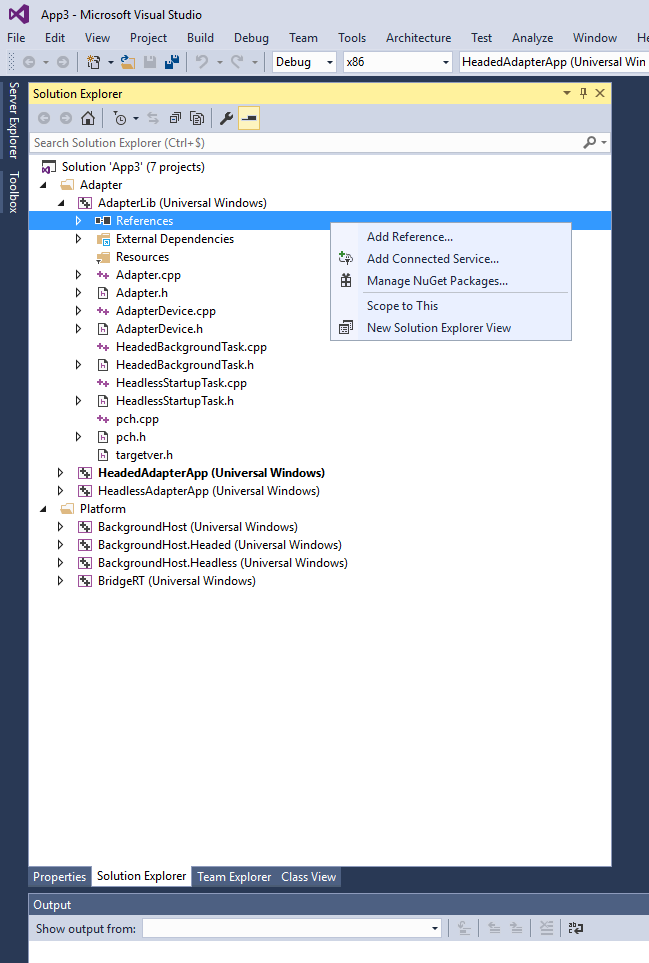 App3 - Microsoft Visual Studio
File Edit View Project Build Debug Team Tools Architecture Test Analyze Window He
Debug x86 HeadedAdapterApp (Universal Win
Server Explorer
Toolbox
Solution Explorer
Search Solution Explorer (Ctrl+$)
Solution 'App3' (7 projects)
Adapter
AdapterLib (Universal Windows)
References
External Dependencies
Resources
Adapter.cpp
Adapter.h
AdapterDevice.cpp
AdapterDevice.h
HeadedBackgroundTask.cpp
HeadedBackgroundTask.h
HeadlessStartupTask.cpp
HeadlessStartupTask.h
pch.cpp
pch.h
targetver.h
HeadedAdapterApp (Universal Windows)
HeadlessAdapterApp (Universal Windows)
Platform
BackgroundHost (Universal Windows)
BackgroundHost.Headed (Universal Windows)
BackgroundHost.Headless (Universal Windows)
BridgeRT (Universal Windows)
Add Reference...
Add Connected Service...
Manage NuGet Packages...
Scope to This
New Solution Explorer View
Properties Solution Explorer Team Explorer Class View
Output
Show output from: